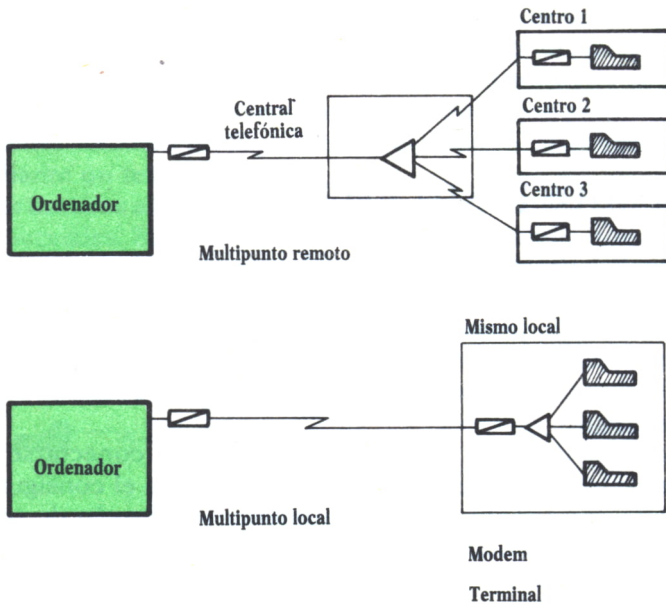 Centro 1
Central
telefónica
Centro 2
Ordenador
Centro 3
Multipunto remoto
Mismo local
Ordenador
Multipunto local
Modem
Terminal